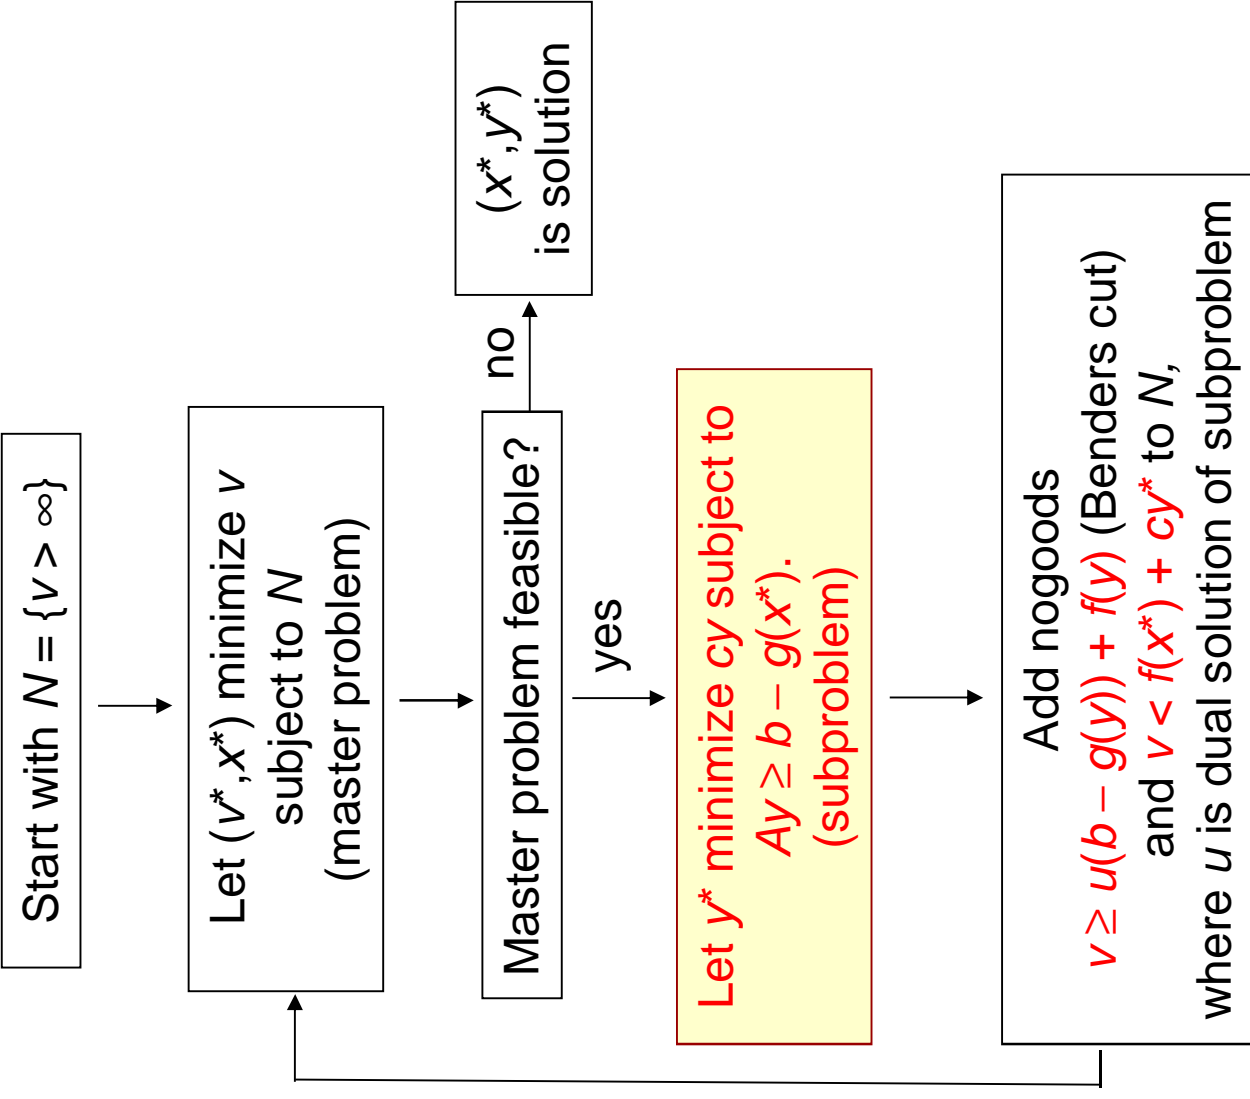 Start with N = {v > ∞}
Let (v*,x*) minimize v
subject to N
(master problem)
Master problem feasible?
no
(x*,y*)
is solution
yes
Let y* minimize cy subject to
Ay ≥ b – g(x*).
(subproblem)
Add nogoods
v ≥ u(b – g(y)) + f(y) (Benders cut)
and v < f(x*) + cy* to N,
where u is dual solution of subproblem